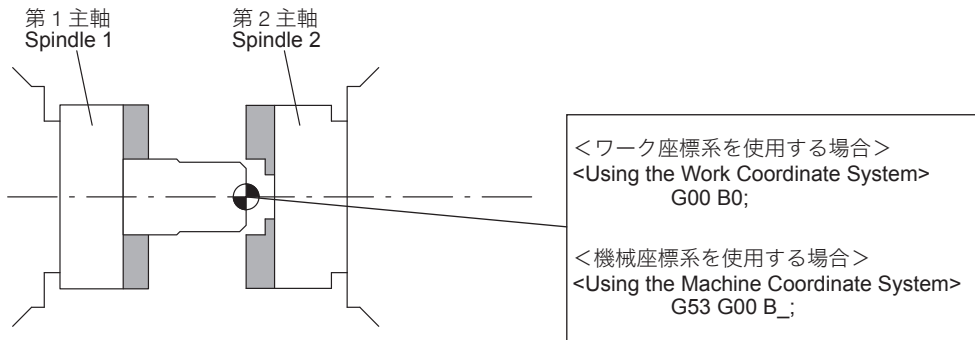 第 1 主軸
Spindle 1
第 2 主軸
Spindle 2
＜ワーク座標系を使用する場合＞
<Using the Work Coordinate System>
G00 B0;
＜機械座標系を使用する場合＞
<Using the Machine Coordinate System>
G53 G00 B_;